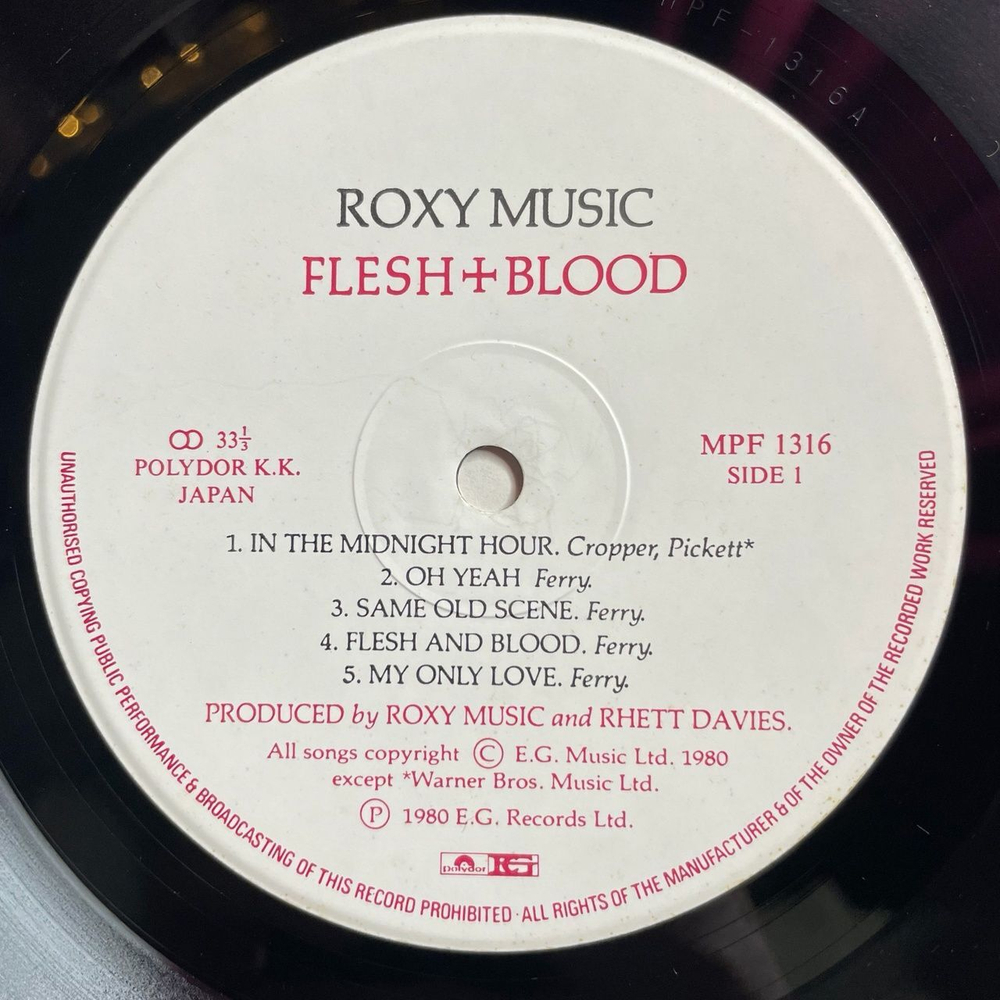 MPF-1316A
ROXY MUSIC
FLESH+BLOOD
33⅓
POLYDOR K.K.
JAPAN
MPF 1316
SIDE 1
1. IN THE MIDNIGHT HOUR. Cropper, Pickett*
2. OH YEAH Ferry.
3. SAME OLD SCENE. Ferry.
4. FLESH AND BLOOD. Ferry.
5. MY ONLY LOVE. Ferry.
PRODUCED by ROXY MUSIC and RHETT DAVIES.
All songs copyright © E.G. Music Ltd. 1980
except *Warner Bros. Music Ltd.
Ⓟ 1980 E.G. Records Ltd.
polydor EG
UNAUTHORISED COPYING PUBLIC PERFORMANCE & BROADCASTING OF THIS RECORD PROHIBITED · ALL RIGHTS OF THE MANUFACTURER & OF THE OWNER OF THE RECORDED WORK RESERVED